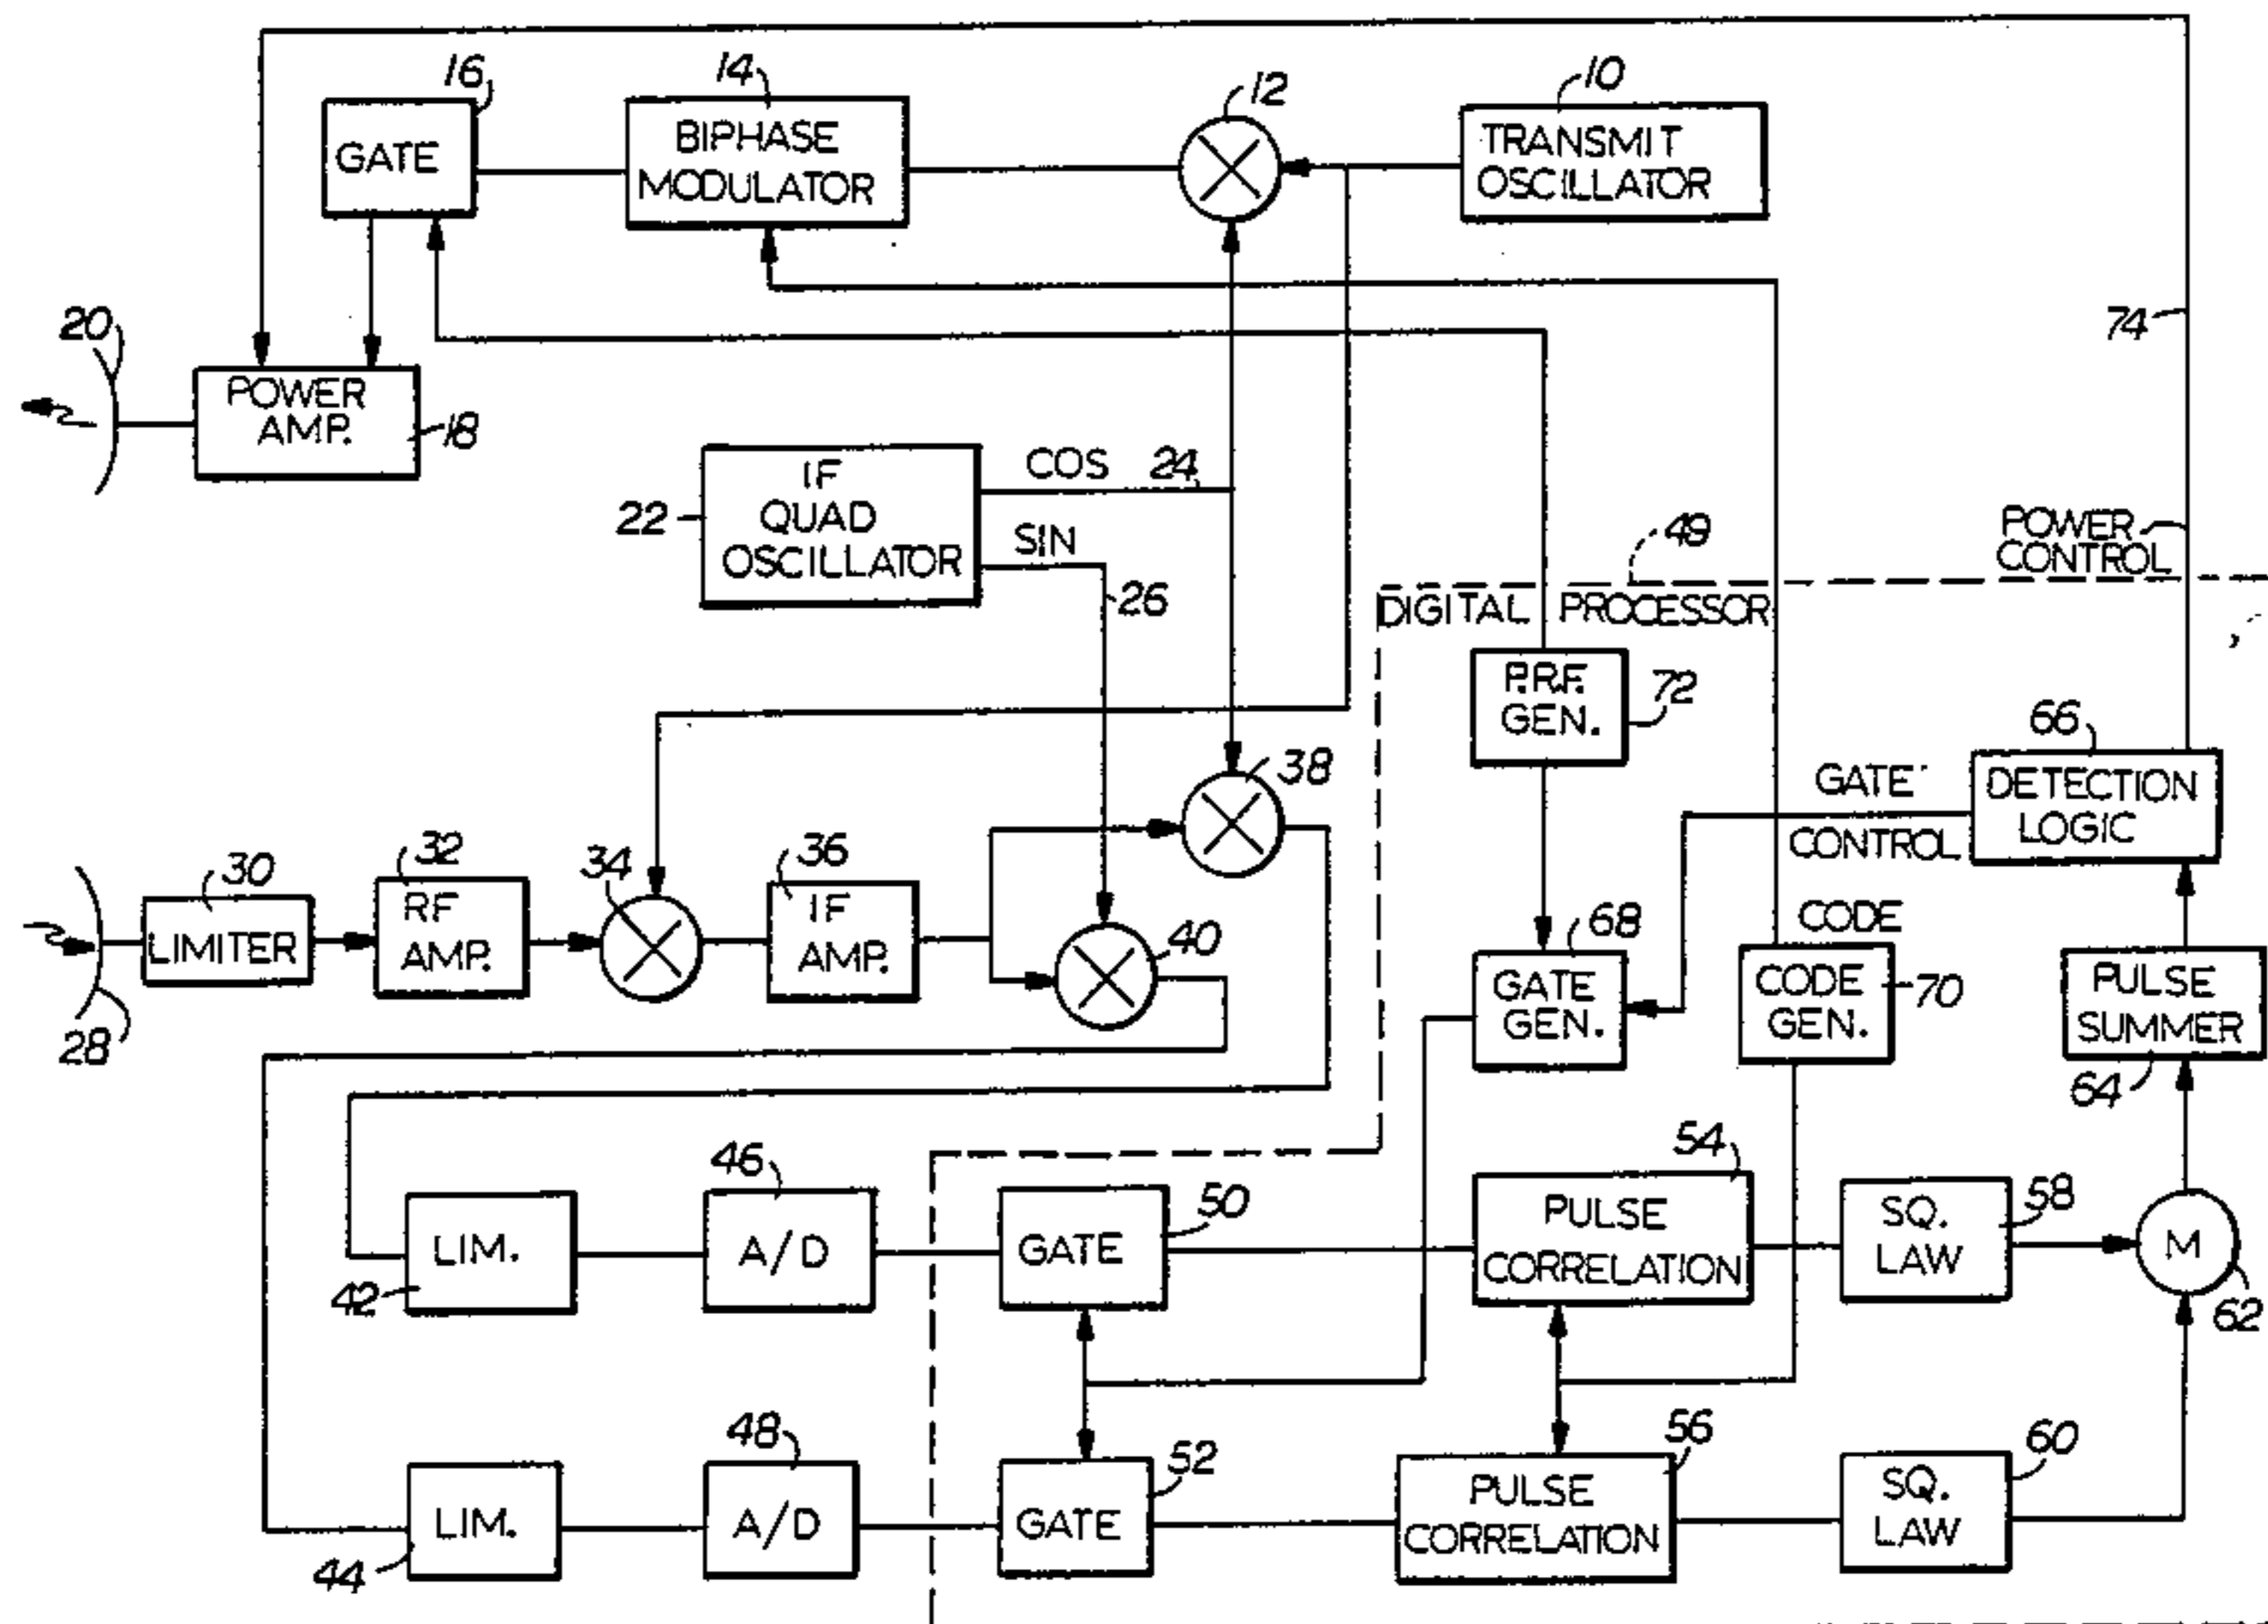 16
14
12
10
GATE
BIPHASE
MODULATOR
TRANSMIT
OSCILLATOR
20
74
POWER
AMP.
18
COS
24
IF
QUAD
OSCILLATOR
22
SIN
26
49
POWER
CONTROL
DIGITAL PROCESSOR
P.R.F.
GEN.
72
66
38
GATE
CONTROL
DETECTION
LOGIC
30
32
34
36
LIMITER
RF
AMP.
IF
AMP.
40
28
68
CODE
GATE
GEN.
CODE
GEN.
70
PULSE
SUMMER
64
46
50
54
58
LIM.
A/D
GATE
PULSE
CORRELATION
SQ.
LAW
M
42
62
48
52
56
60
LIM.
A/D
GATE
PULSE
CORRELATION
SQ.
LAW
44